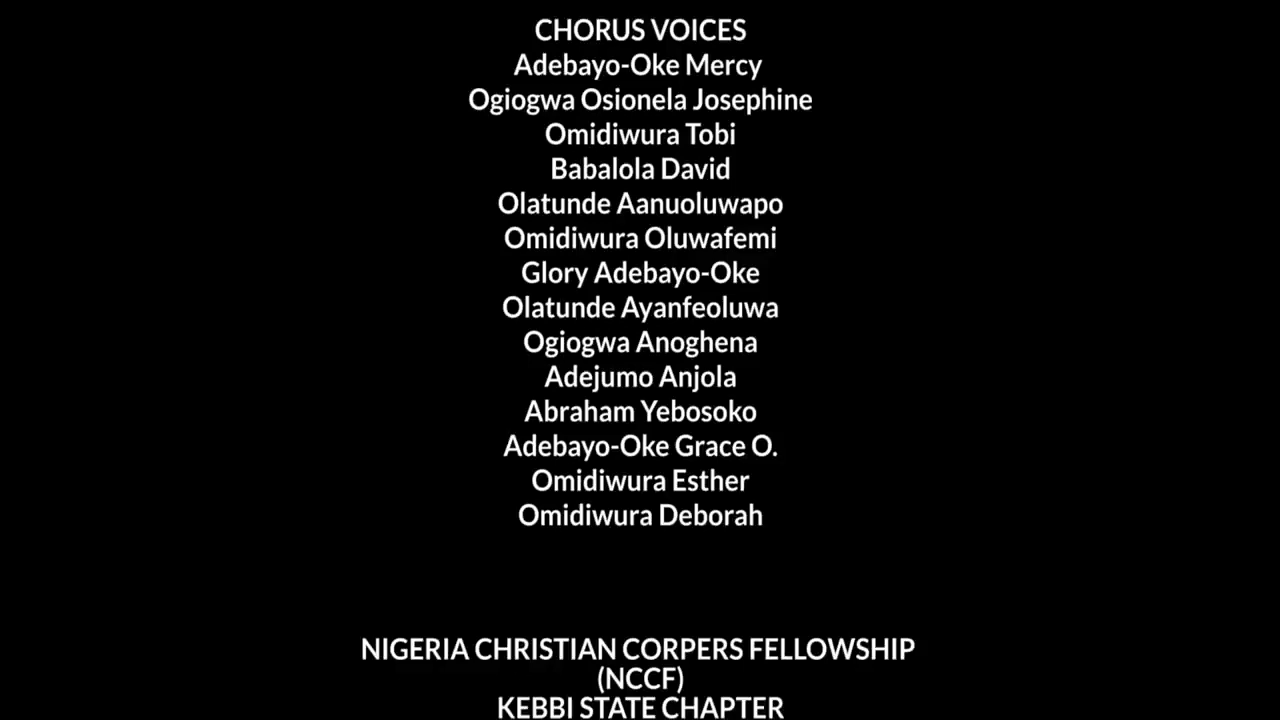 CHORUS VOICES
Adebayo-Oke Mercy
Ogiogwa Osionela Josephine
Omidiwura Tobi
Babalola David
Olatunde Aanuoluwapo
Omidiwura Oluwafemi
Glory Adebayo-Oke
Olatunde Ayanfeoluwa
Ogiogwa Anoghena
Adejumo Anjola
Abraham Yebosoko
Adebayo-Oke Grace O.
Omidiwura Esther
Omidiwura Deborah
NIGERIA CHRISTIAN CORPERS FELLOWSHIP
(NCCF)
KEBBI STATE CHAPTER